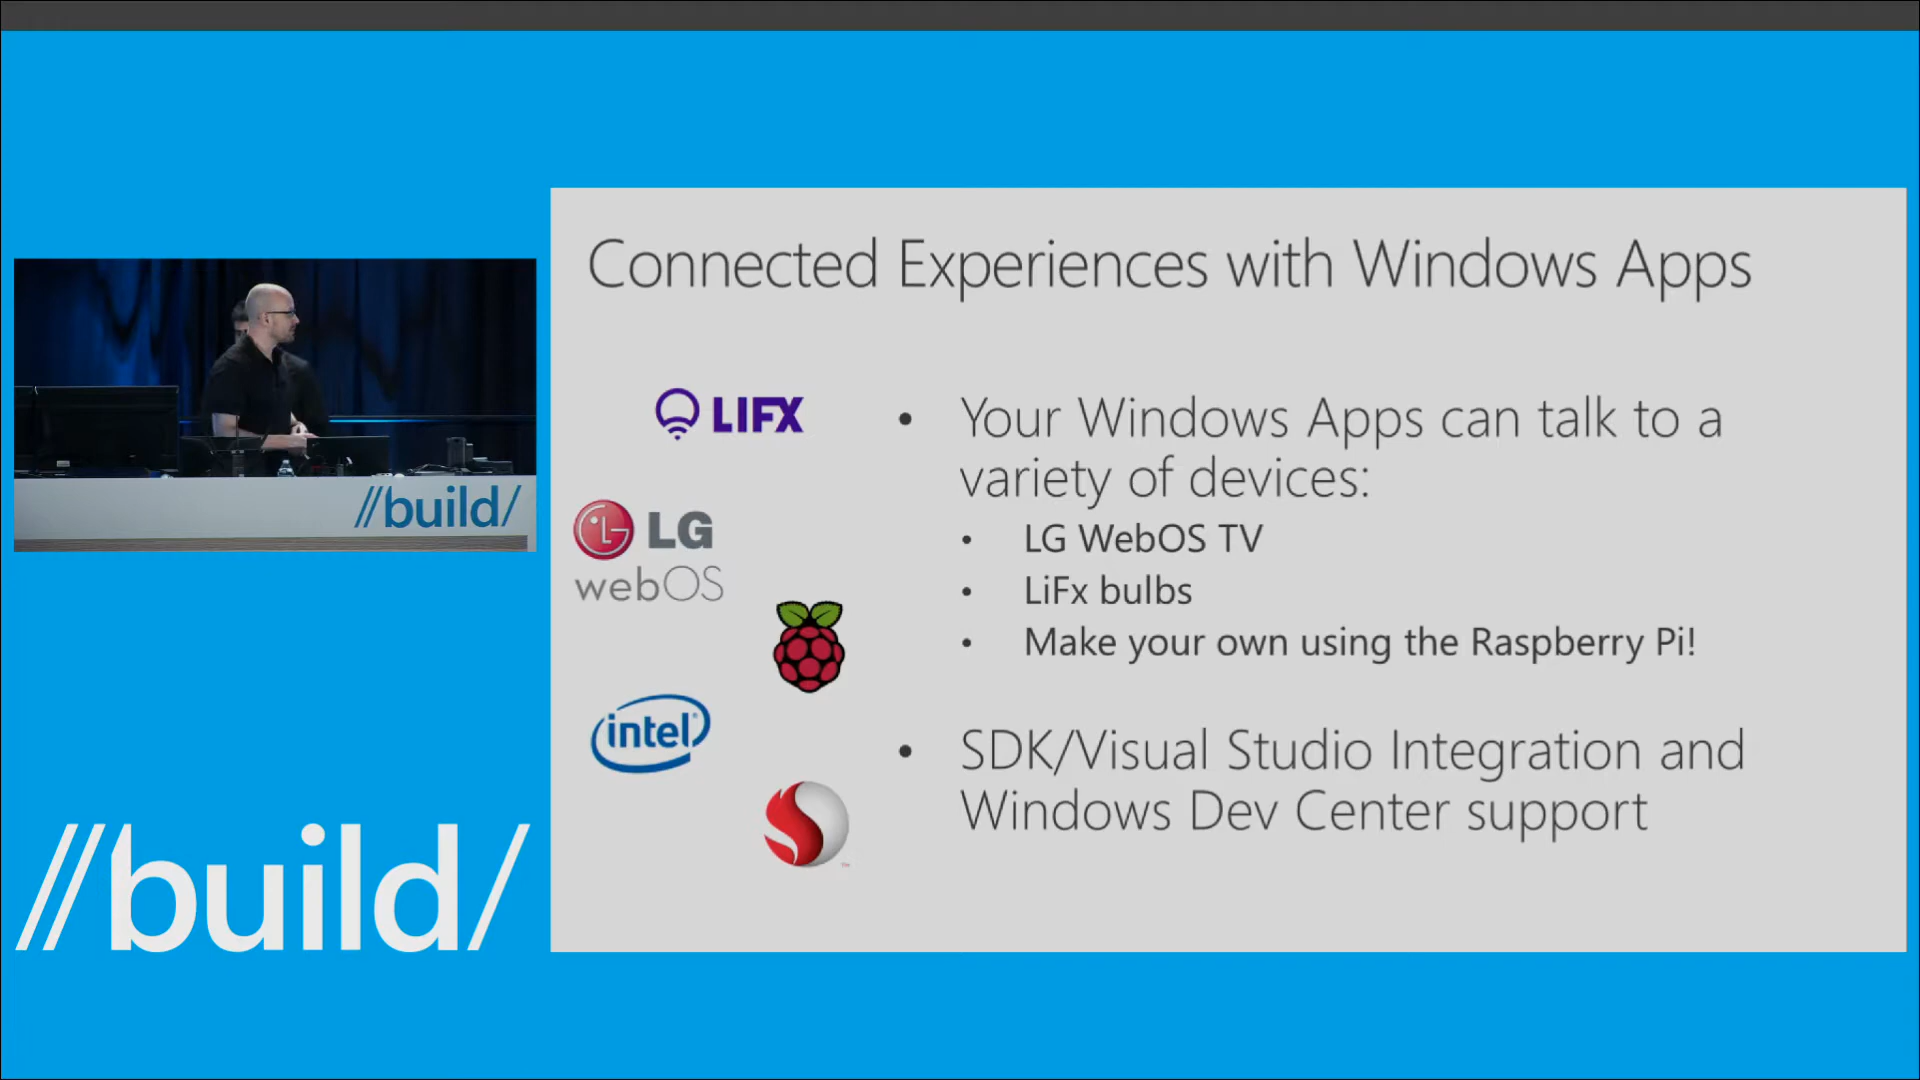 Connected Experiences with Windows Apps
LIFX
LG
webOS
intel
• Your Windows Apps can talk to a
variety of devices:
• LG WebOS TV
• LiFx bulbs
• Make your own using the Raspberry Pi!
• SDK/Visual Studio Integration and
Windows Dev Center support
//build/
//build/